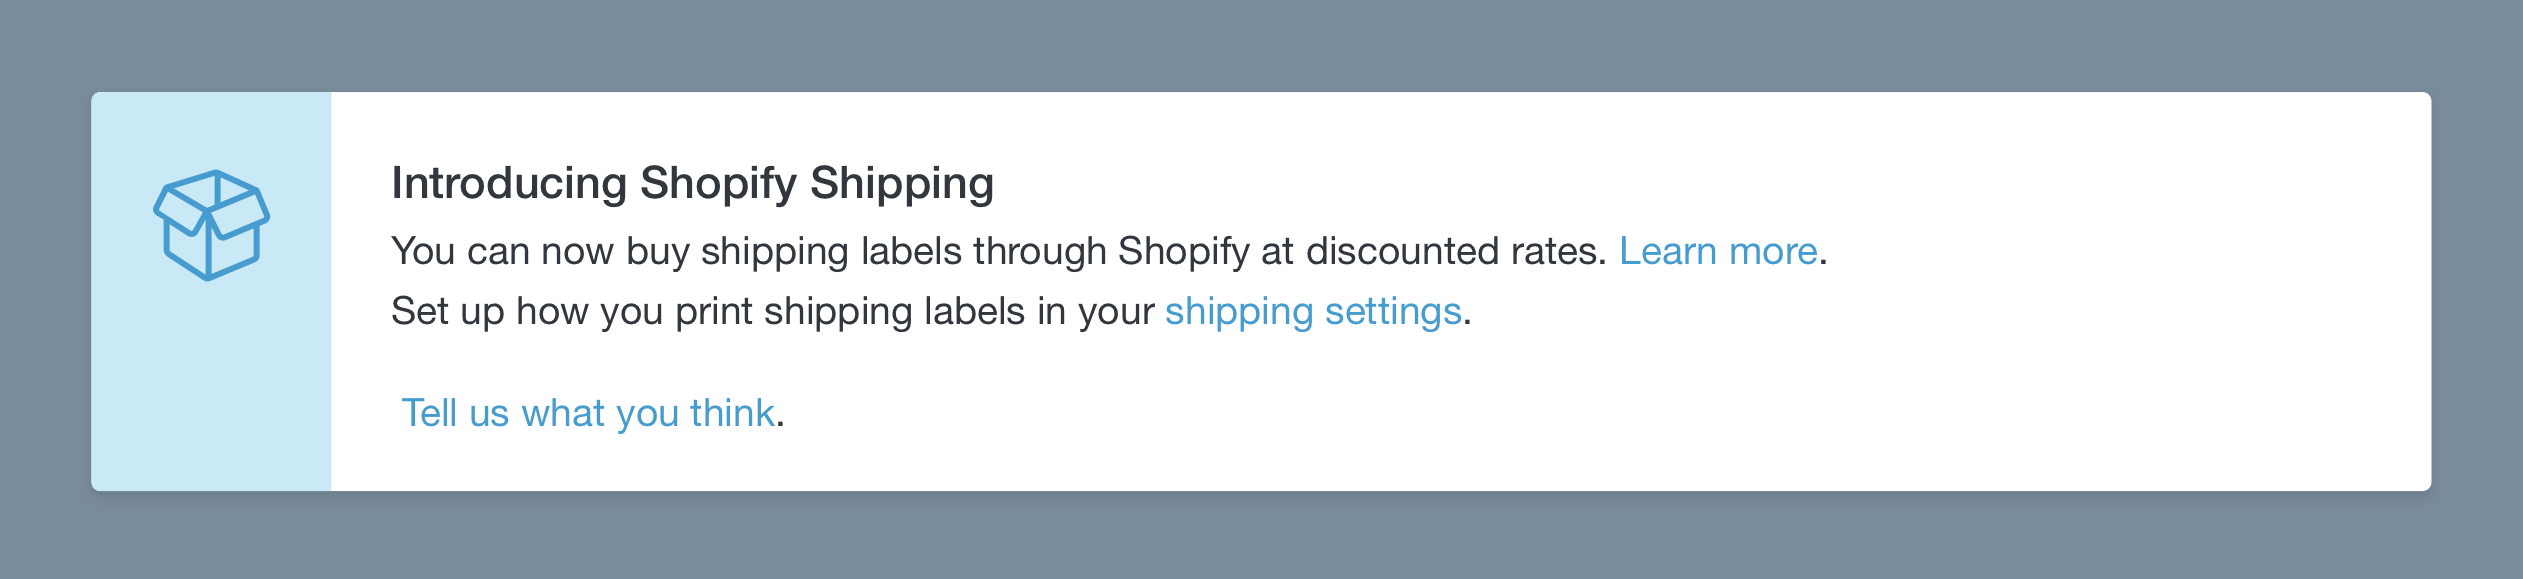 Introducing Shopify Shipping
You can now buy shipping labels through Shopify at discounted rates. Learn more.
Set up how you print shipping labels in your shipping settings.
Tell us what you think.